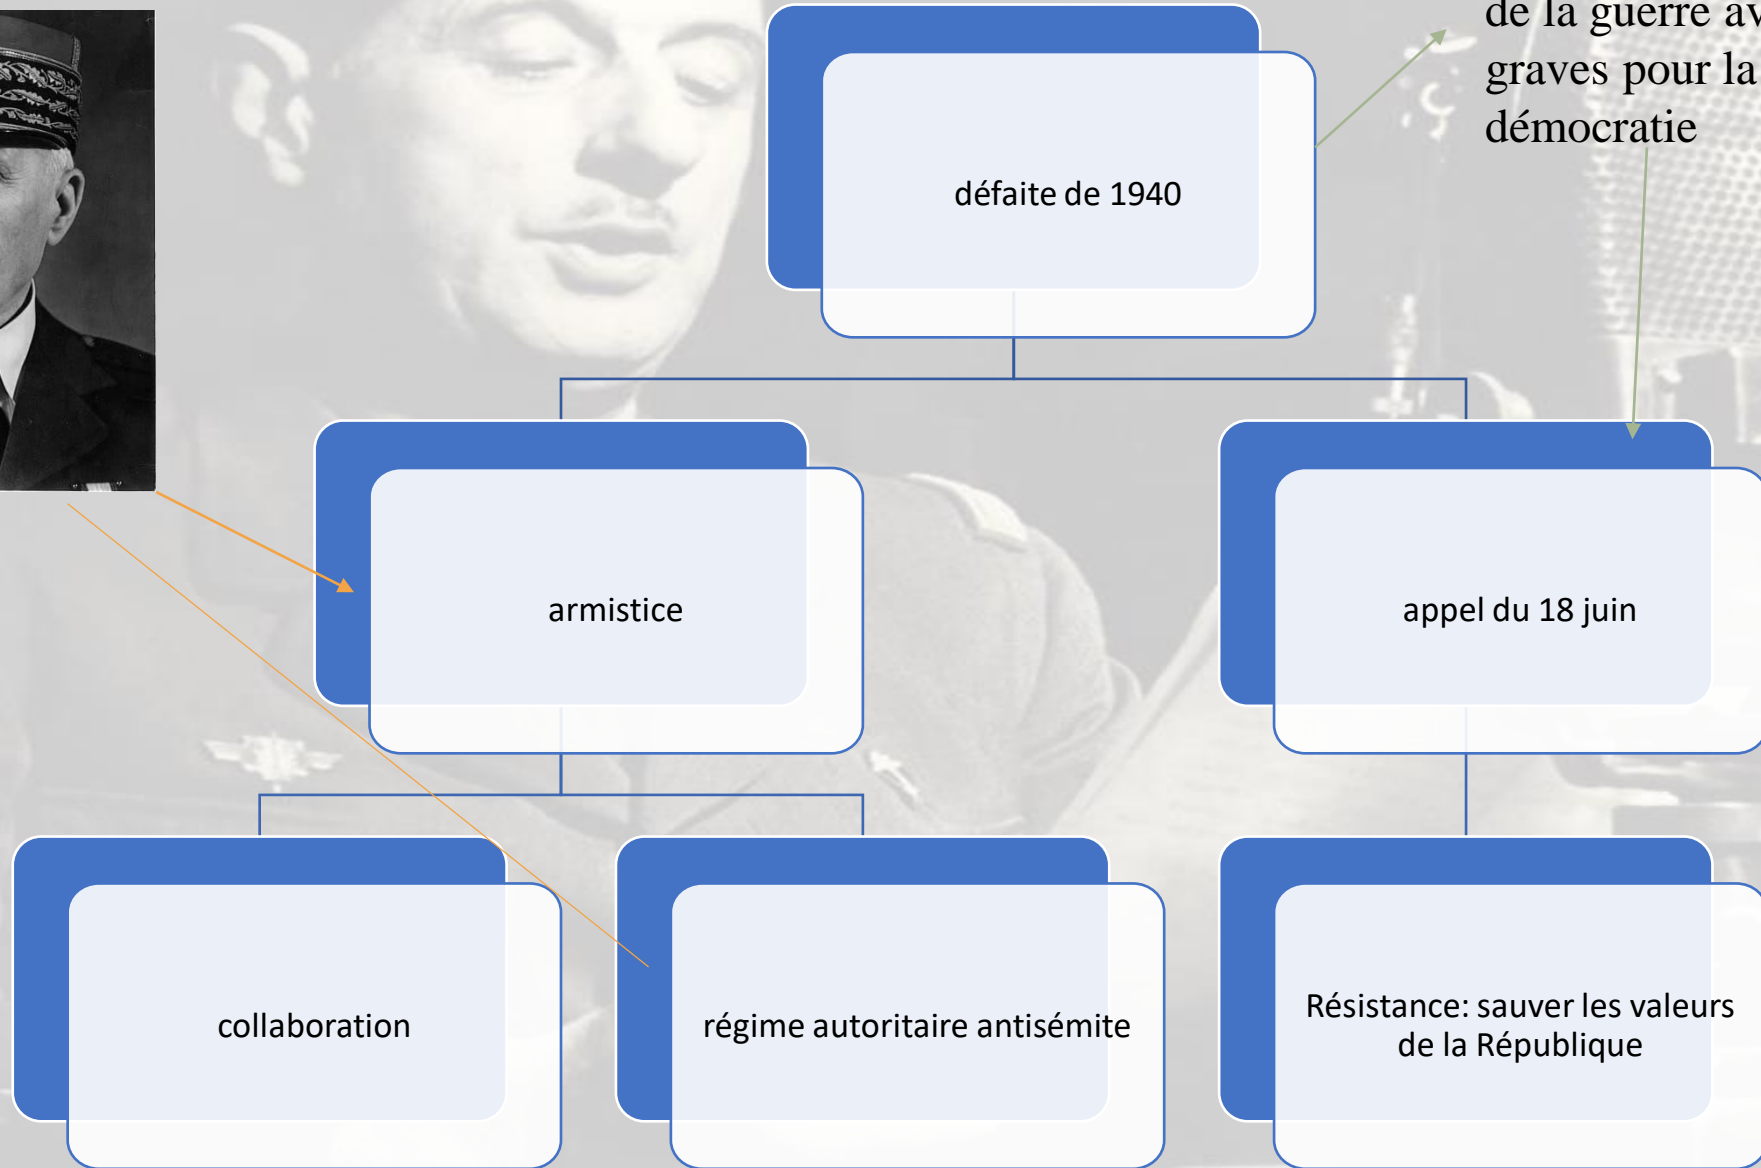 de la guerre
graves pour la
démocratie
défaite de 1940
armistice
appel du 18 juin
collaboration
régime autoritaire antisémite
Résistance: sauver les valeurs
de la République